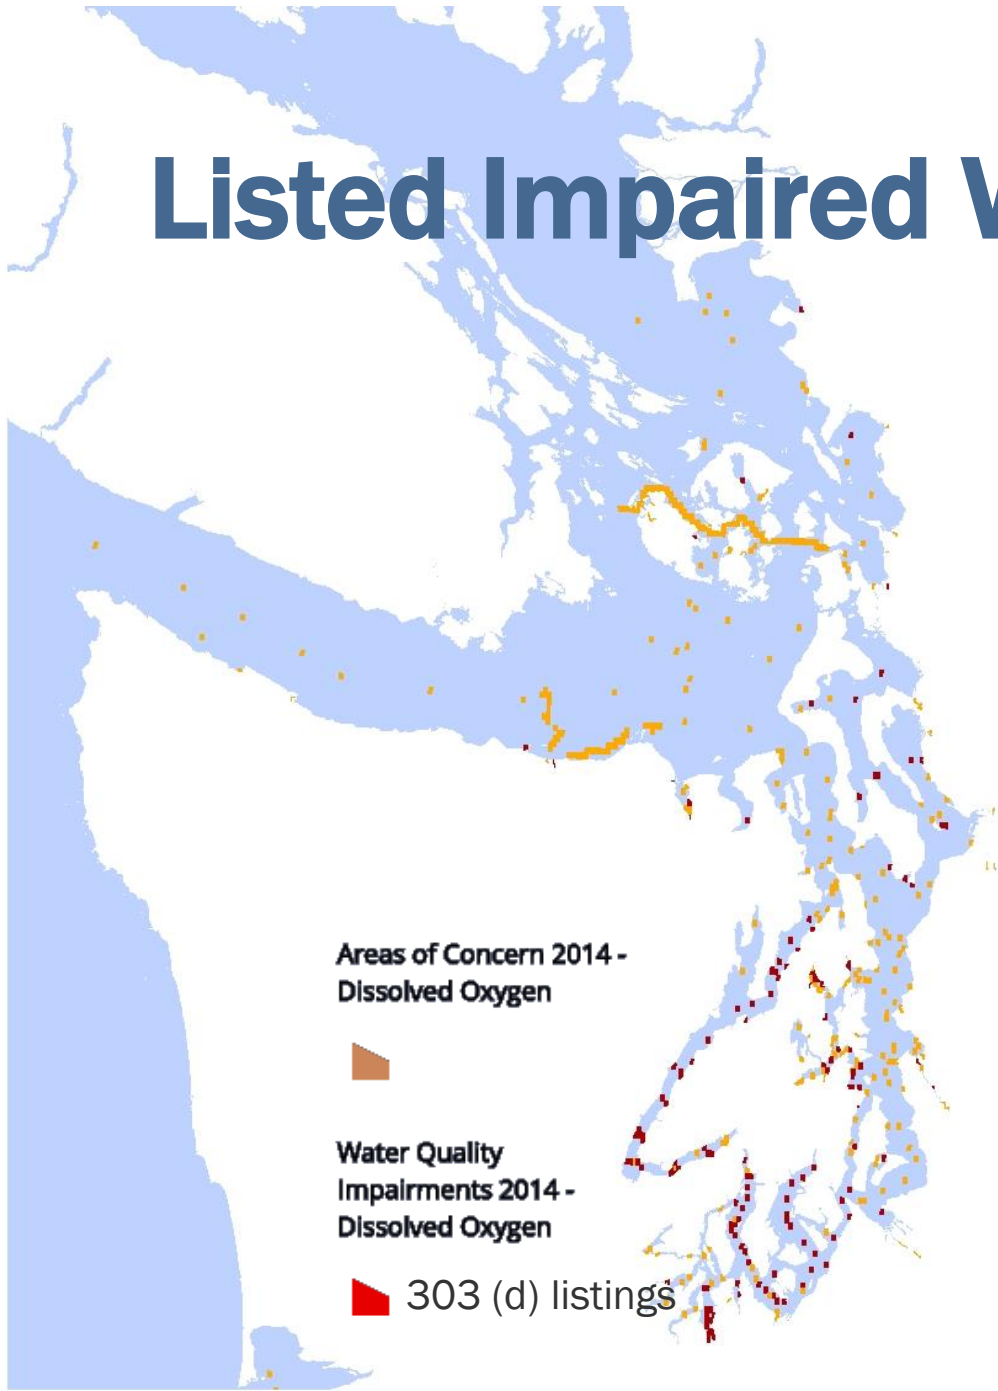 Listed Impaired
Areas of Concern 2014 -
Dissolved Oxygen
Water Quality
Impairments 2014 -
Dissolved Oxygen
303 (d) listings